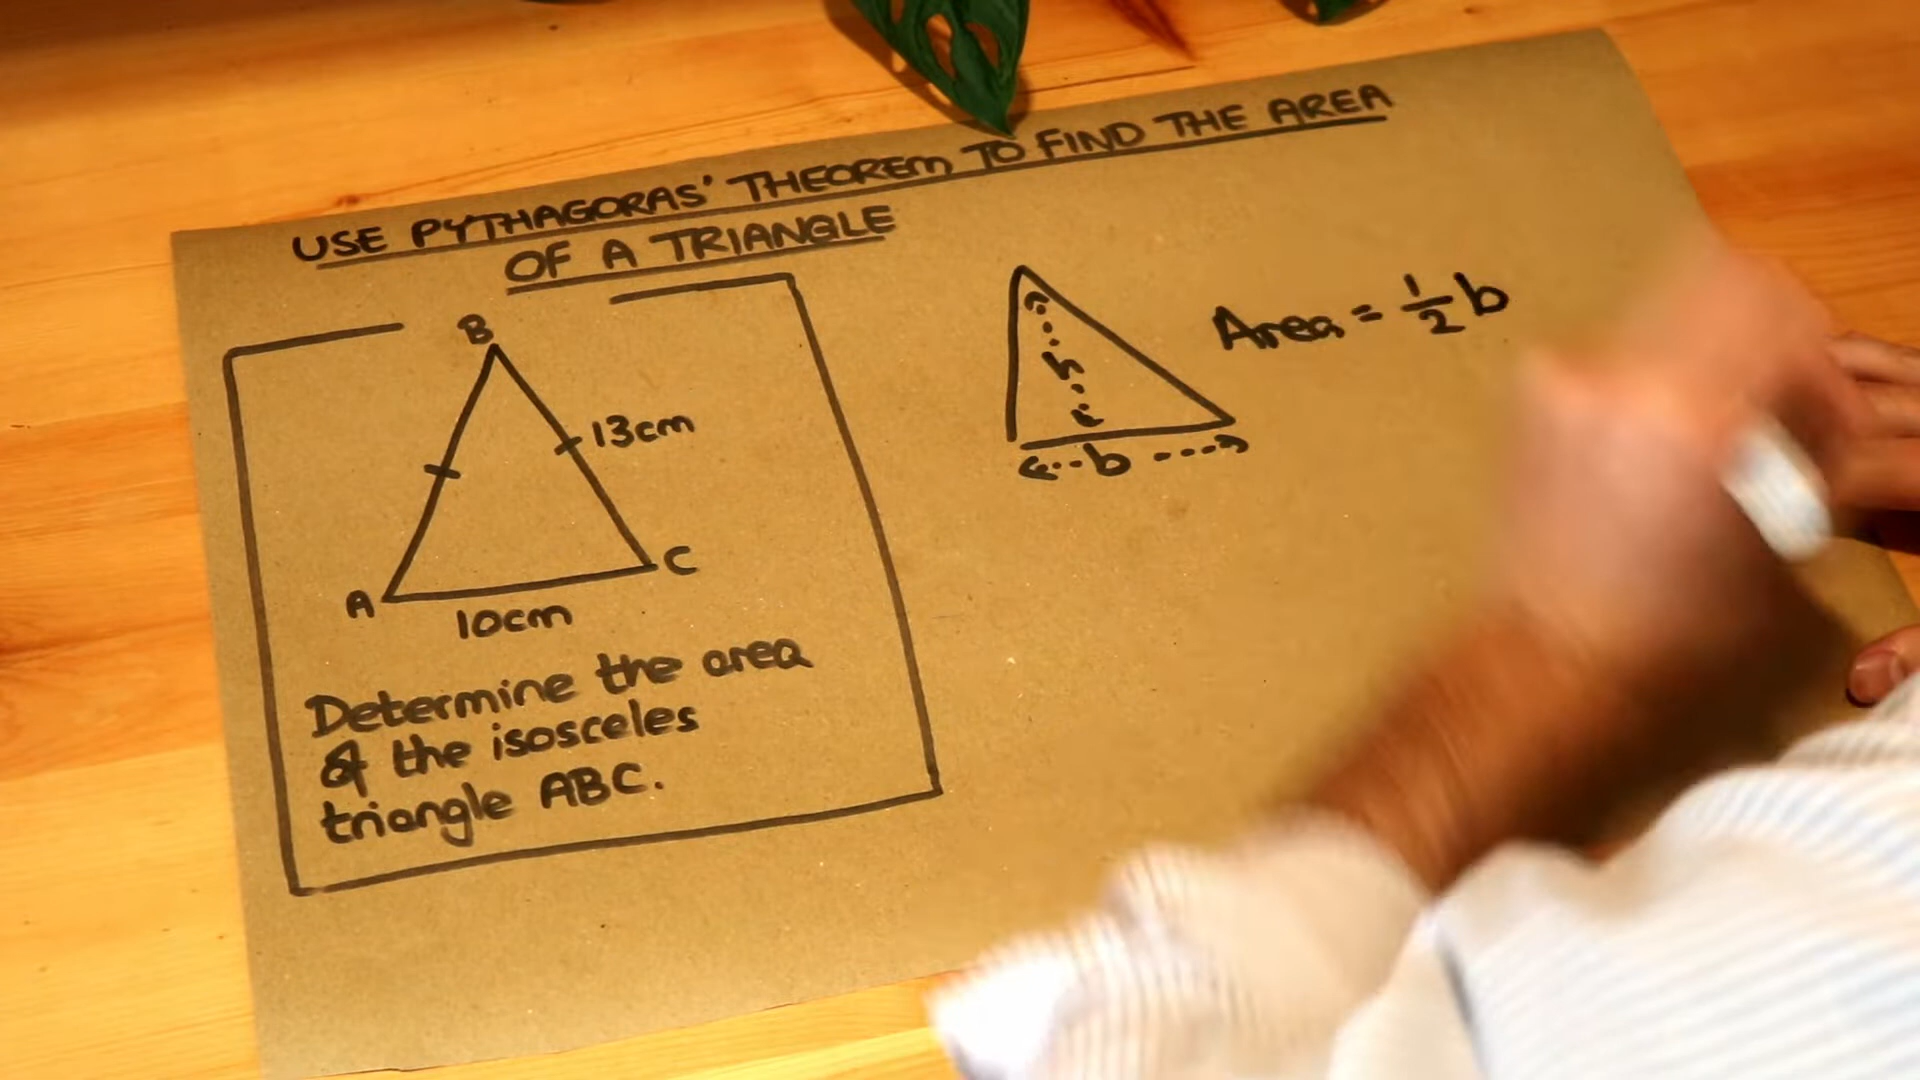 USE PYTHAGORAS' THEOREM TO FIND THE AREA
OF A TRIANGLE
B
13cm
A
C
10cm
Determine the area
of the isosceles
triangle ABC.
h
b
Area = 1/2 b